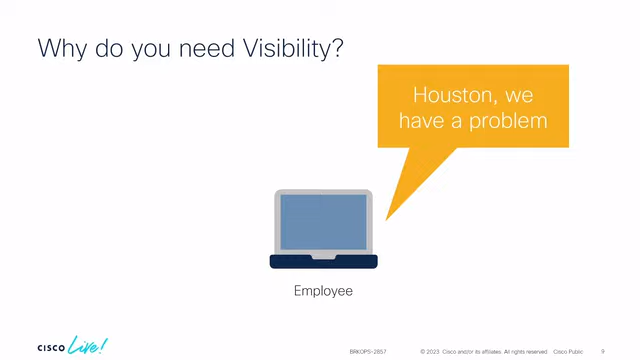 Why do you need Visibility?
Houston, we
have a problem
Employee
CISCO Live!
BRKOPS-2857
© 2023 Cisco and/or its affiliates. All rights reserved. Cisco Public
9